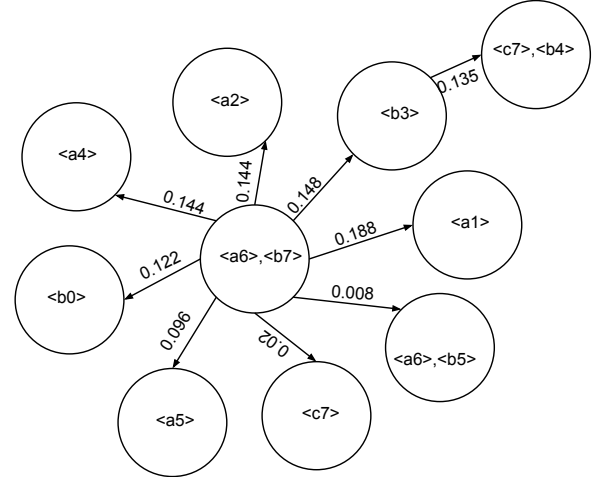 <c7>,<b4>
0.135
<a2>
<b3>
<a4>
0.144
0.148
0.144
<a1>
0.188
<a6>,<b7>
0.122
<b0>
0.008
0.096
0.02
<a6>,<b5>
<a5>
<c7>